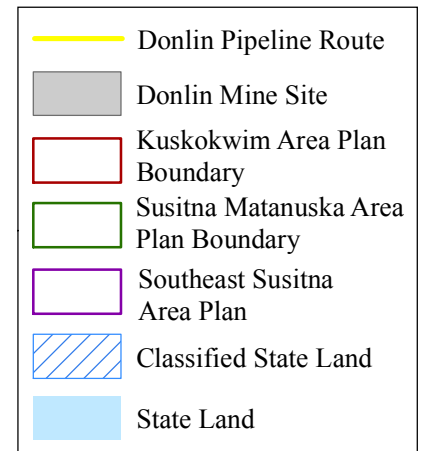 Donlin Pipeline Route
Donlin Mine Site
Kuskokwim Area Plan
Boundary
Susitna Matanuska Area
Plan Boundary
Southeast Susitna
Area Plan
Classified State Land
State Land